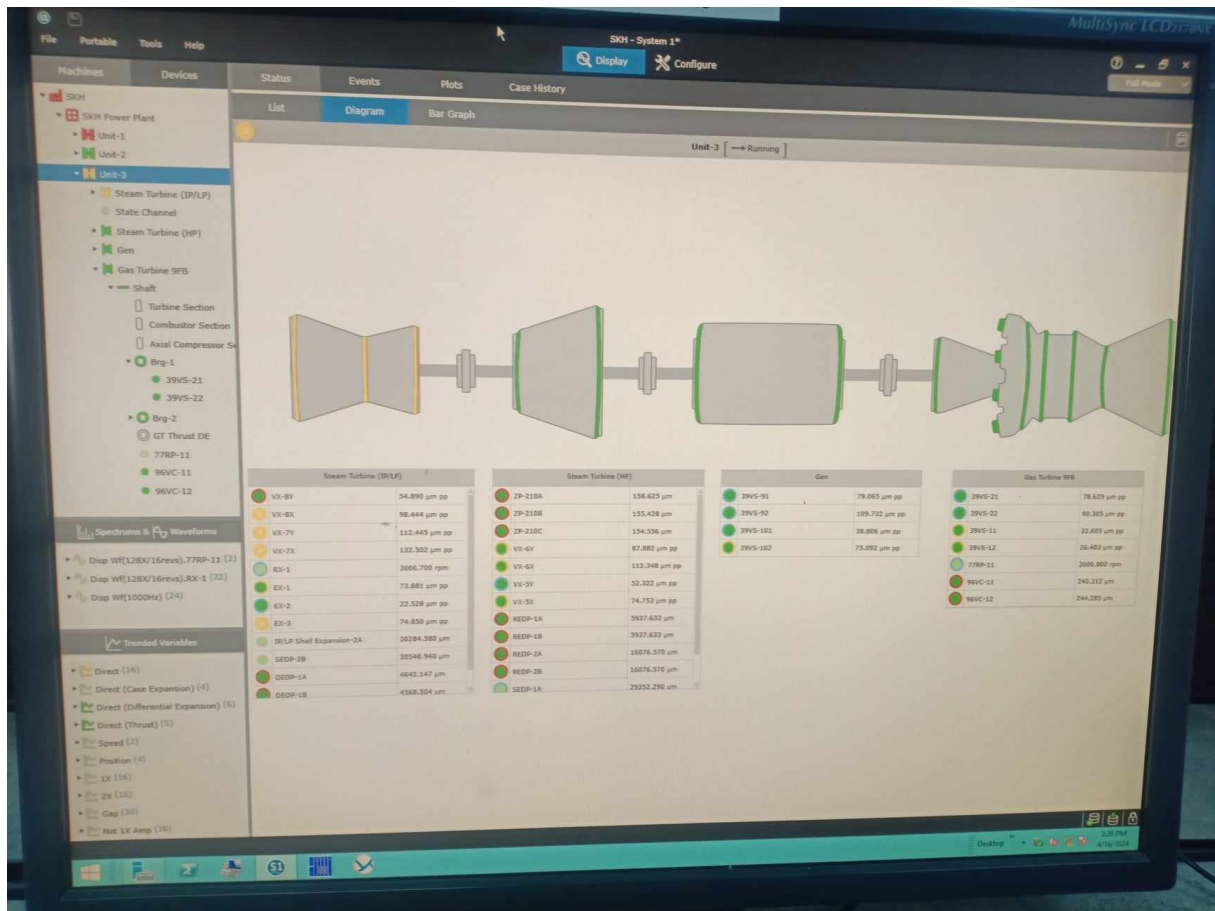 MultiSync LCD2170NX
SKH - System 1*
File Portable Tools Help
Display Configure
Full Mode
Machines Devices
Status Events Plots Case History
List Diagram Bar Graph
Unit-3 [ → Running ]
SKH
SKH Power Plant
Unit-1
Unit-2
Unit-3
Steam Turbine (IP/LP)
State Channel
Steam Turbine (HP)
Gen
Gas Turbine 9FB
Shaft
Turbine Section
Combustor Section
Axial Compressor Se
Brg-1
39VS-21
39VS-22
Brg-2
GT Thrust DE
77RP-11
96VC-11
96VC-12
Spectrums & Waveforms
Disp Wf(128X/16revs).77RP-11 (2)
Disp Wf(128X/16revs).RX-1 (22)
Disp Wf(1000Hz) (24)
Trended Variables
Direct (16)
Direct (Case Expansion) (4)
Direct (Differential Expansion) (6)
Direct (Thrust) (5)
Speed (2)
Position (4)
1X (16)
2X (16)
Gap (30)
Not 1X Amp (16)
Steam Turbine (IP/LP)
VX-8Y 54.890 µm pp
VX-8X 98.444 µm pp
VX-7Y 112.445 µm pp
VX-7X 132.502 µm pp
RX-1 3000.700 rpm
EX-1 73.881 µm pp
EX-2 22.528 µm pp
EX-3 74.850 µm pp
IP/LP Shell Expansion-2A 30284.580 µm
SEDP-2B 30548.940 µm
DEDP-1A 4642.147 µm
DEDP-1B 4568.304 µm
Steam Turbine (HP)
ZP-210A 158.625 µm
ZP-210B 155.428 µm
ZP-210C 154.556 µm
VX-6Y 87.882 µm pp
VX-6X 112.348 µm pp
VX-5Y 52.322 µm pp
VX-5X 74.753 µm pp
REDP-1A 5937.633 µm
REDP-1B 5937.633 µm
REDP-2A 16076.570 µm
REDP-2B 16076.570 µm
SEDP-1A 29352.290 µm
Gen
39VS-91 79.065 µm pp
39VS-92 109.732 µm pp
39VS-101 38.806 µm pp
39VS-102 75.092 µm pp
Gas Turbine 9FB
39VS-21 78.629 µm pp
39VS-22 90.305 µm pp
39VS-11 32.605 µm pp
39VS-12 26.402 µm pp
77RP-11 3000.800 rpm
96VC-11 240.312 µm
96VC-12 244.285 µm
Desktop
3:26 PM
4/16/2024
S1